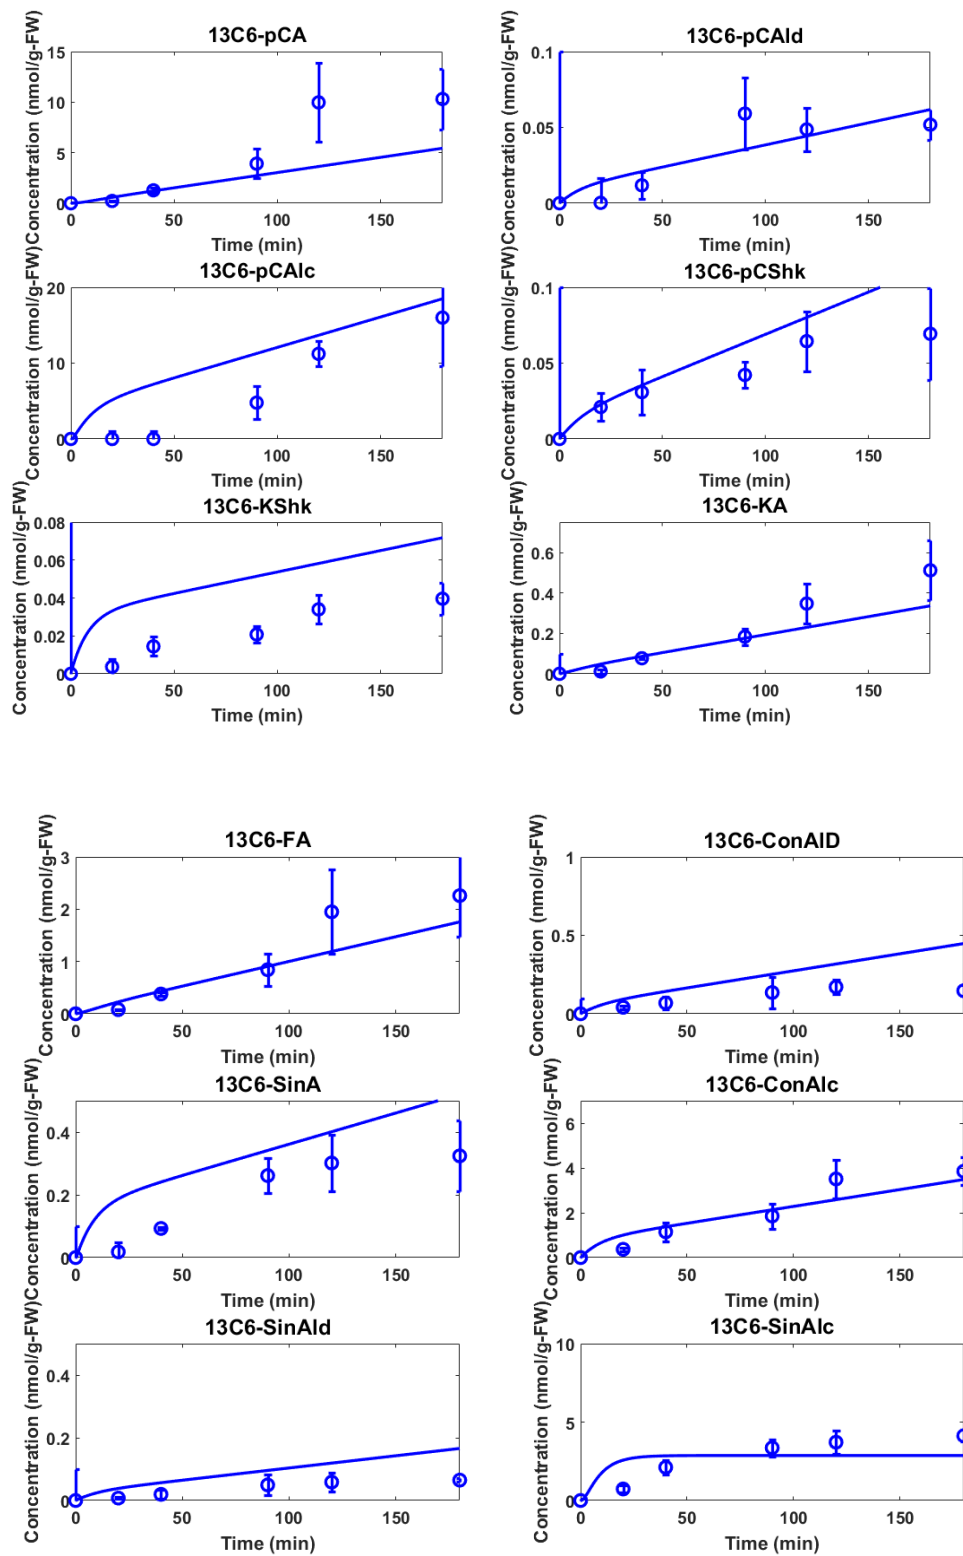 13C6-pCA
Concentration (nmol/g-FW)
15
10
5
0
0 50 100 150
Time (min)
13C6-pCAld
Concentration (nmol/g-FW)
0.1
0.05
0
0 50 100 150
Time (min)
13C6-pCAlc
Concentration (nmol/g-FW)
20
10
0
0 50 100 150
Time (min)
13C6-pCShk
Concentration (nmol/g-FW)
0.1
0.05
0
0 50 100 150
Time (min)
13C6-KShk
Concentration (nmol/g-FW)
0.08
0.06
0.04
0.02
0
0 50 100 150
Time (min)
13C6-KA
Concentration (nmol/g-FW)
0.6
0.4
0.2
0
0 50 100 150
Time (min)
13C6-FA
Concentration (nmol/g-FW)
3
2
1
0
0 50 100 150
Time (min)
13C6-ConAlD
Concentration (nmol/g-FW)
1
0.5
0
0 50 100 150
Time (min)
13C6-SinA
Concentration (nmol/g-FW)
0.4
0.2
0
0 50 100 150
Time (min)
13C6-ConAlc
Concentration (nmol/g-FW)
6
4
2
0
0 50 100 150
Time (min)
13C6-SinAld
Concentration (nmol/g-FW)
0.4
0.2
0
0 50 100 150
Time (min)
13C6-SinAlc
Concentration (nmol/g-FW)
10
5
0
0 50 100 150
Time (min)